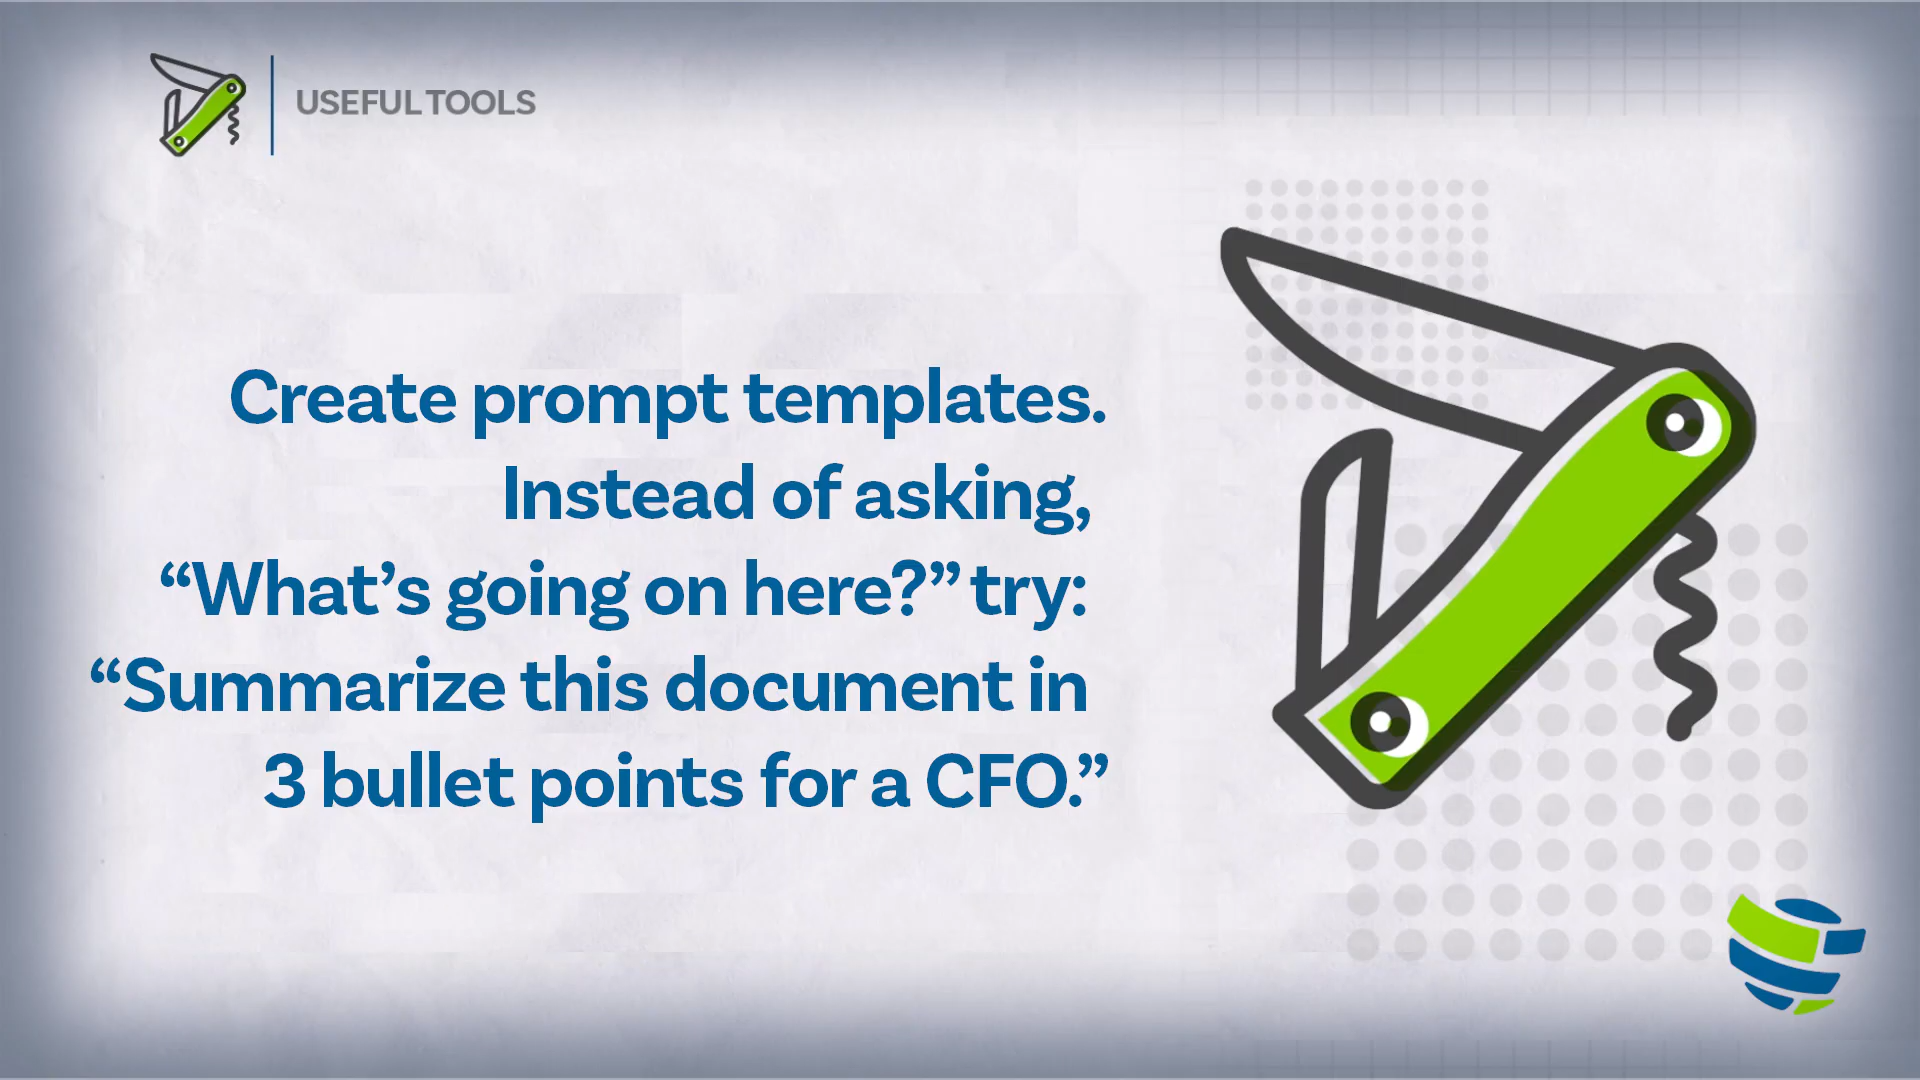 USEFUL TOOLS
Create prompt templates.
Instead of asking,
“What’s going on here?” try:
“Summarize this document in
3 bullet points for a CFO.”